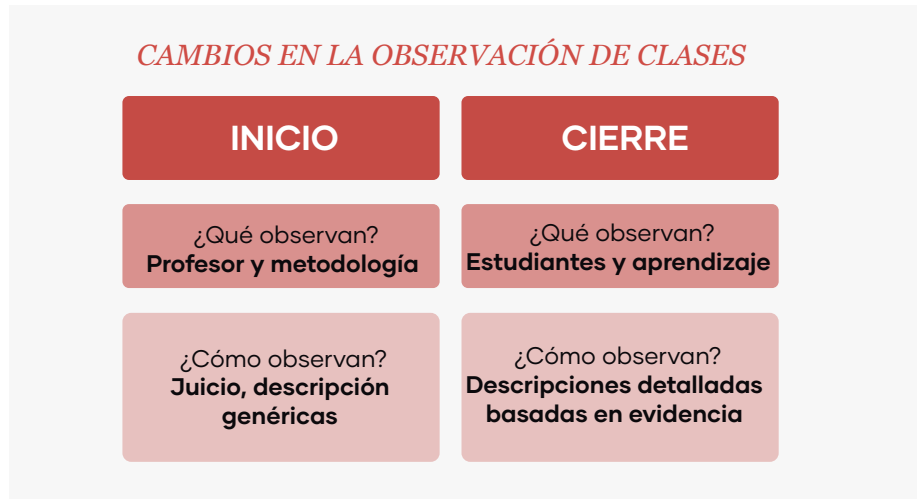 CAMBIOS EN LA OBSERVACIÓN DE CLASES
INICIO
CIERRE
¿Qué observan?
Profesor y metodología
¿Qué observan?
Estudiantes y aprendizaje
¿Cómo observan?
Juicio, descripción
genéricas
¿Cómo observan?
Descripciones detalladas
basadas en evidencia